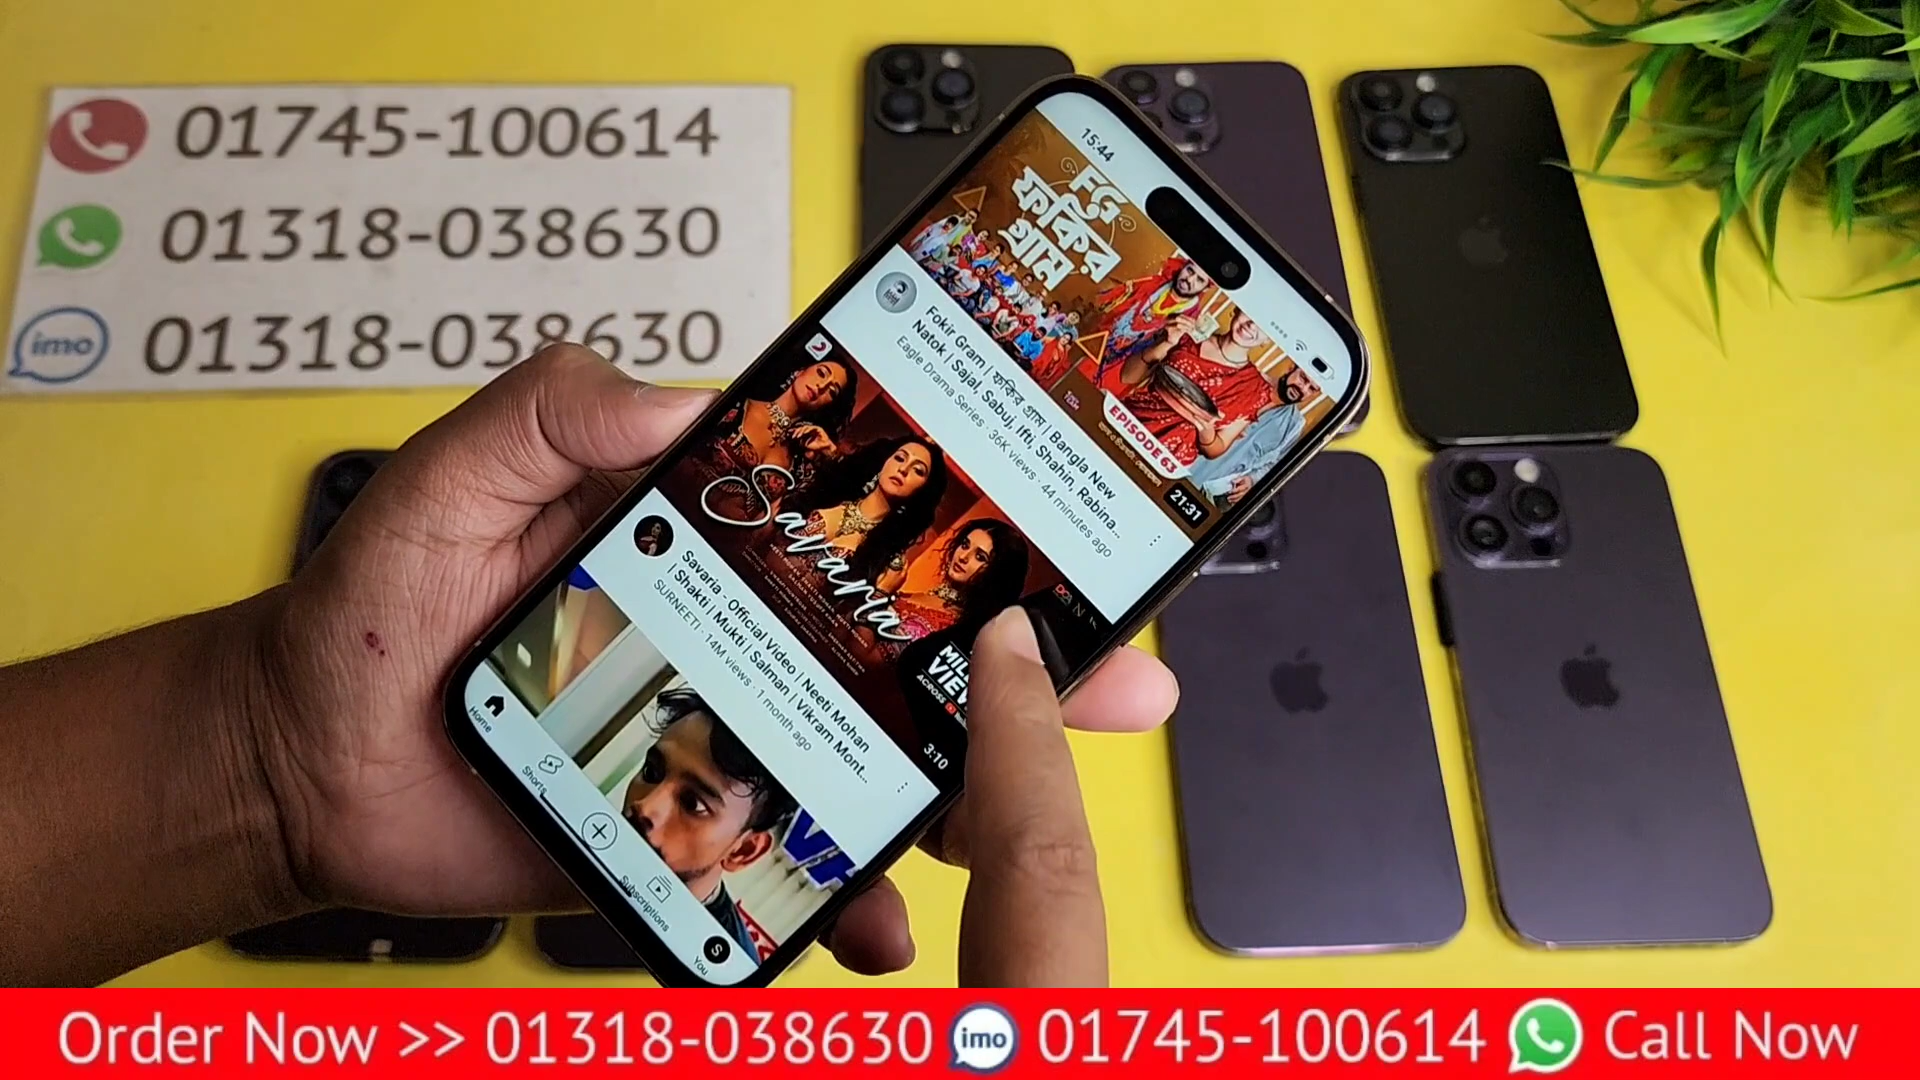 01745-100614
01318-038630
imo 01318-038630
15:44
ফকির
গ্রাম
EPISODE 63
21:31
Fokir Gram | ফকির গ্রাম | Bangla New
Natok | Sajal, Sabuj, Ifti, Shahin, Rabina...
Eagle Drama Series · 36K views · 44 minutes ago
Savaria
3:10
Savaria - Official Video | Neeti Mohan
| Shakti | Mukti | Salman | Vikram Mont...
SURNEETI · 14M views · 1 month ago
Home
Shorts
Subscriptions
S
You
Order Now >> 01318-038630 imo 01745-100614 Call Now